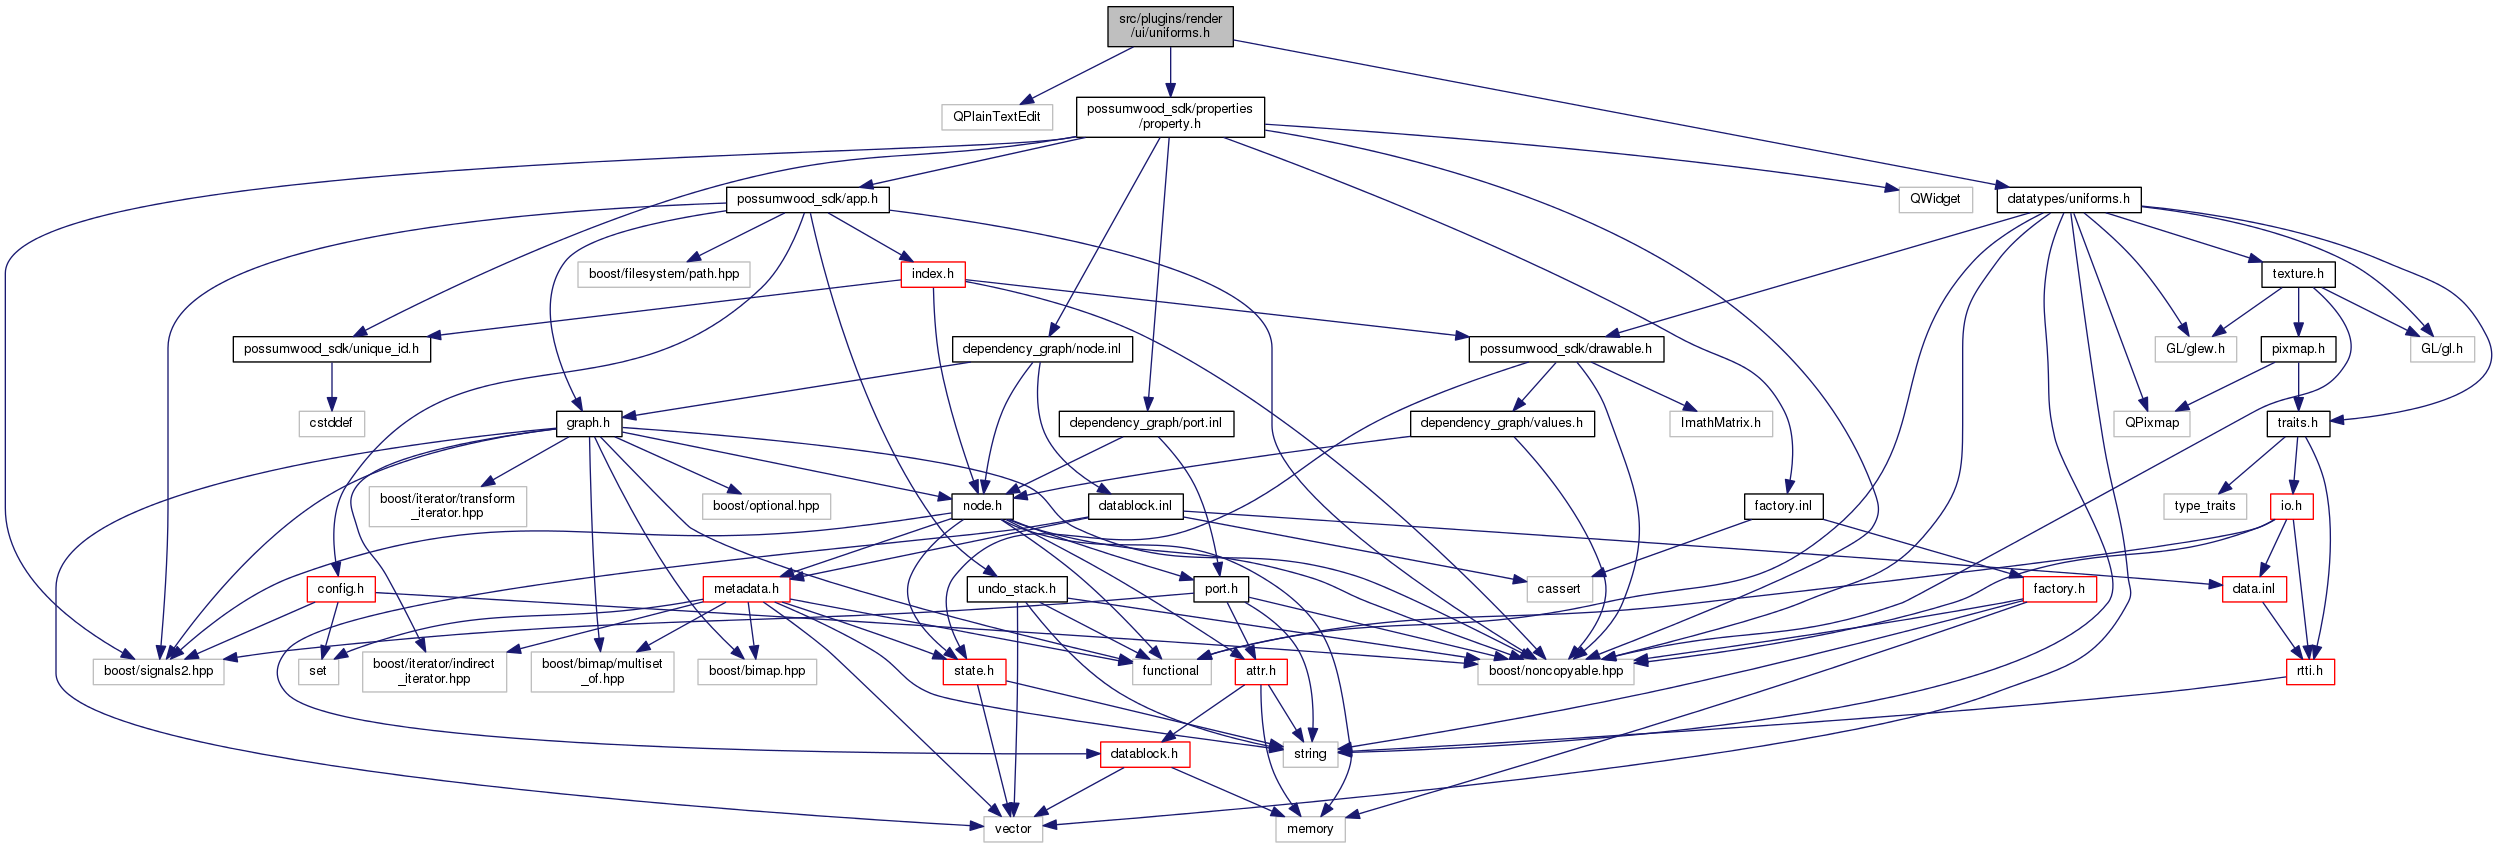 src/plugins/render
/ui/uniforms.h
QPlainTextEdit
possumwood_sdk/properties
/property.h
possumwood_sdk/app.h
QWidget
datatypes/uniforms.h
boost/filesystem/path.hpp
index.h
texture.h
possumwood_sdk/unique_id.h
dependency_graph/node.inl
possumwood_sdk/drawable.h
GL/glew.h
pixmap.h
GL/gl.h
cstddef
graph.h
dependency_graph/port.inl
dependency_graph/values.h
ImathMatrix.h
QPixmap
traits.h
boost/iterator/transform
_iterator.hpp
boost/optional.hpp
node.h
datablock.inl
factory.inl
type_traits
io.h
config.h
metadata.h
undo_stack.h
port.h
cassert
factory.h
data.inl
boost/signals2.hpp
set
boost/iterator/indirect
_iterator.hpp
boost/bimap/multiset
_of.hpp
boost/bimap.hpp
state.h
functional
attr.h
boost/noncopyable.hpp
rtti.h
datablock.h
string
vector
memory